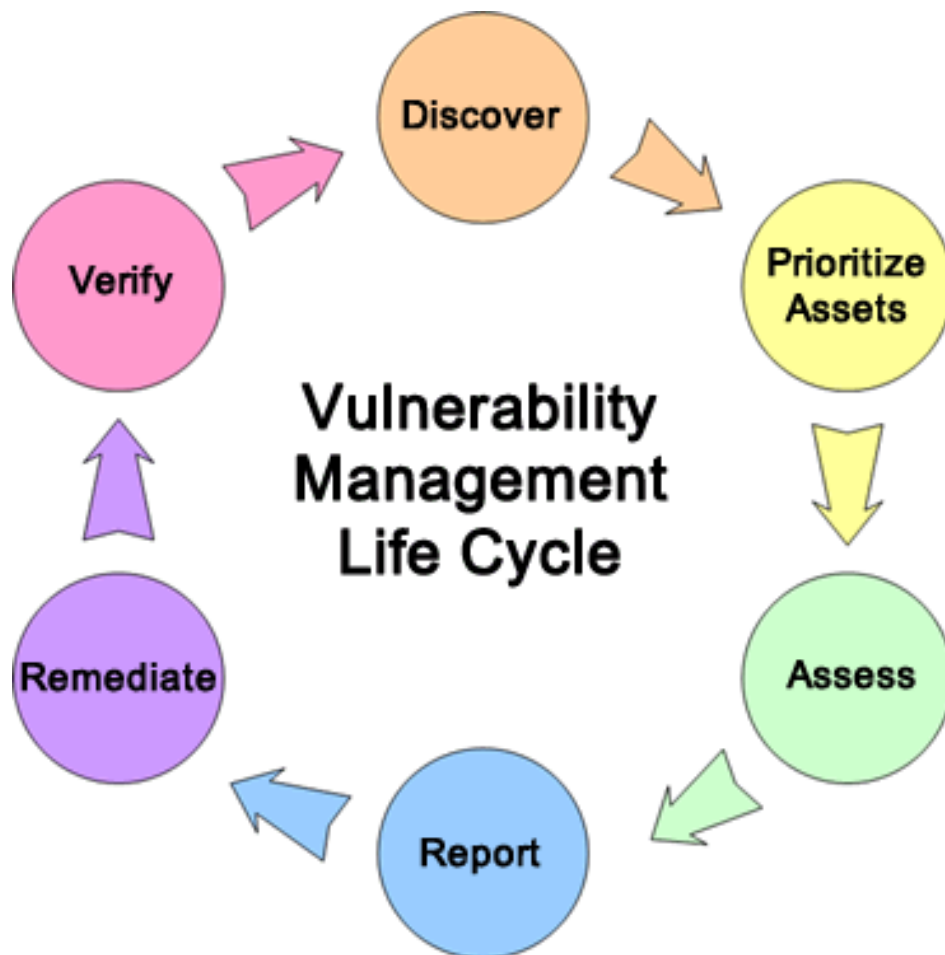 Discover
Prioritize
Assets
Assess
Report
Remediate
Verify
Vulnerability
Management
Life Cycle